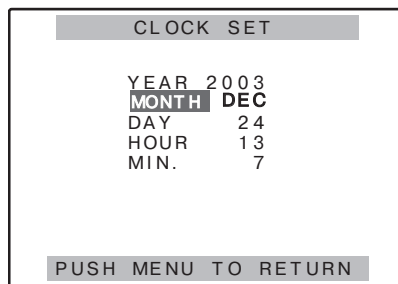 CLOCK SET
YEAR 2003
MONTH DEC
DAY 24
HOUR 13
MIN. 7
PUSH MENU TO RETURN